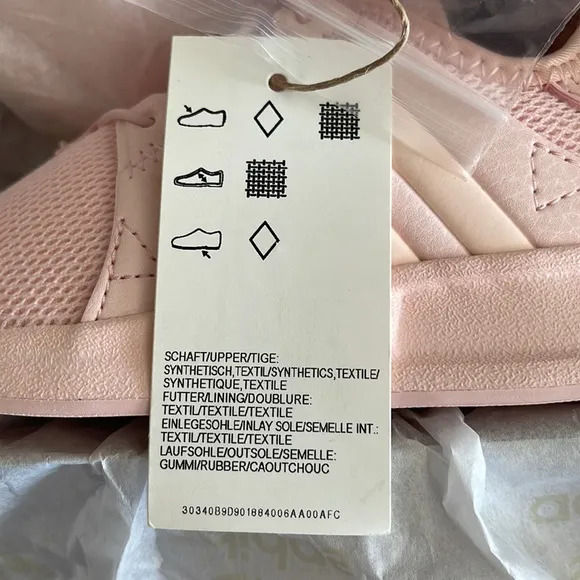 SCHAFT/UPPER/TIGE:
SYNTHETISCH,TEXTIL/SYNTHETICS,TEXTILE/
SYNTHETIQUE,TEXTILE
FUTTER/LINING/DOUBLURE:
TEXTIL/TEXTILE/TEXTILE
EINLEGESOHLE/INLAY SOLE/SEMELLE INT.:
TEXTIL/TEXTILE/TEXTILE
LAUFSOHLE/OUTSOLE/SEMELLE:
GUMMI/RUBBER/CAOUTCHOUC
30340B9D901884006AA00AFC